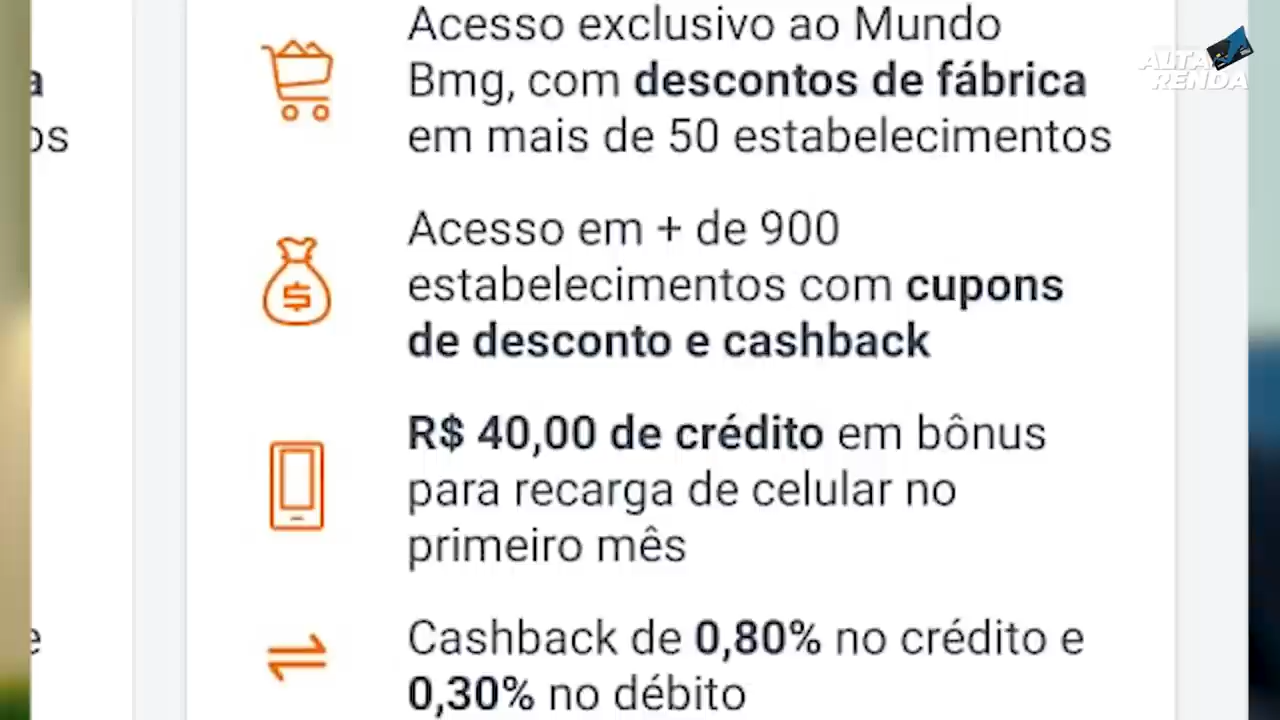 Acesso exclusivo ao Mundo
Bmg, com descontos de fábrica
em mais de 50 estabelecimentos
Acesso em + de 900
estabelecimentos com cupons
de desconto e cashback
R$ 40,00 de crédito em bônus
para recarga de celular no
primeiro mês
Cashback de 0,80% no crédito e
0,30% no débito
ALTA
RENDA
a
os
e